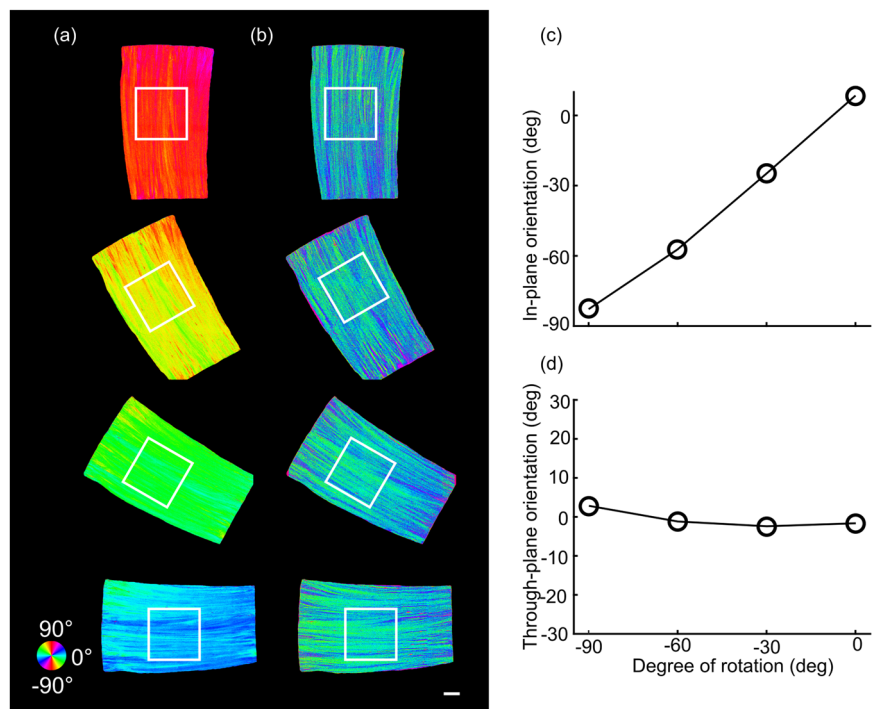 (a)
(b)
90°
0°
-90°
(c)
In-plane orientation (deg)
0
-30
-60
-90
(d)
Through-plane orientation (deg)
30
20
10
0
-10
-20
-30
-90
-60
-30
0
Degree of rotation (deg)